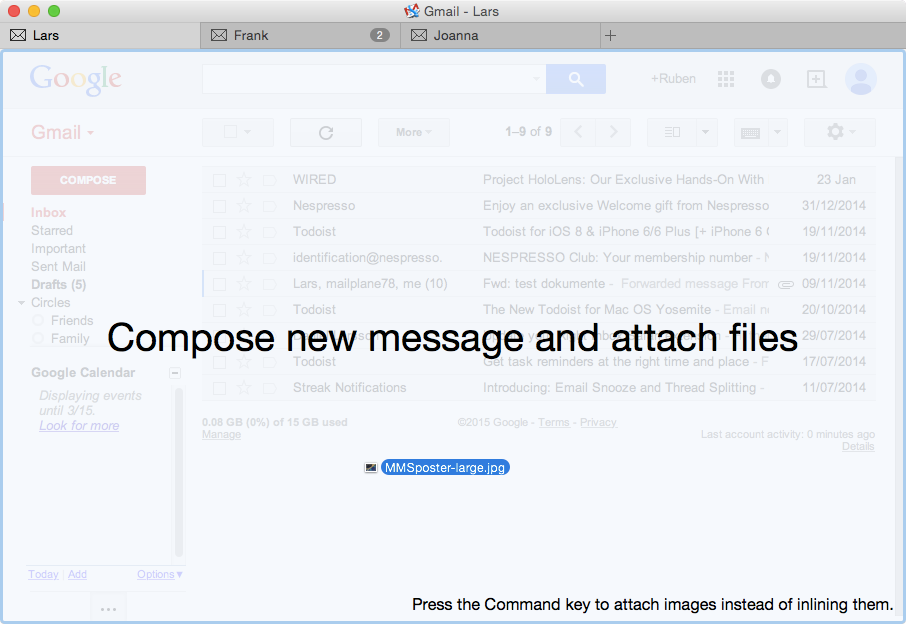 Gmail - Lars
Lars
Frank 2
Joanna
Google
+Ruben
Gmail
More
1–9 of 9
COMPOSE
Inbox
Starred
Important
Sent Mail
Drafts (5)
Circles
Friends
Family
WIRED Project HoloLens: Our Exclusive Hands-On With 23 Jan
Nespresso Enjoy an exclusive Welcome gift from Nespresso 31/12/2014
Todoist Todoist for iOS 8 & iPhone 6/6 Plus [+ iPhone 6 19/11/2014
identification@nespresso. NESPRESSO Club: Your membership number - 19/11/2014
Lars, mailplane78, me (10) Fwd: test dokumente - Forwarded message From 09/11/2014
Todoist The New Todoist for Mac OS Yosemite - Email 20/10/2014
29/07/2014
Compose new message and attach files
Todoist Get task reminders at the right time and place - 17/07/2014
Streak Notifications Introducing: Email Snooze and Thread Splitting - 11/07/2014
Google Calendar
Displaying events
until 3/15.
Look for more
0.08 GB (0%) of 15 GB used
Manage
©2015 Google - Terms - Privacy
Last account activity: 0 minutes ago
Details
MMSposter-large.jpg
Today | Add Options
Press the Command key to attach images instead of inlining them.